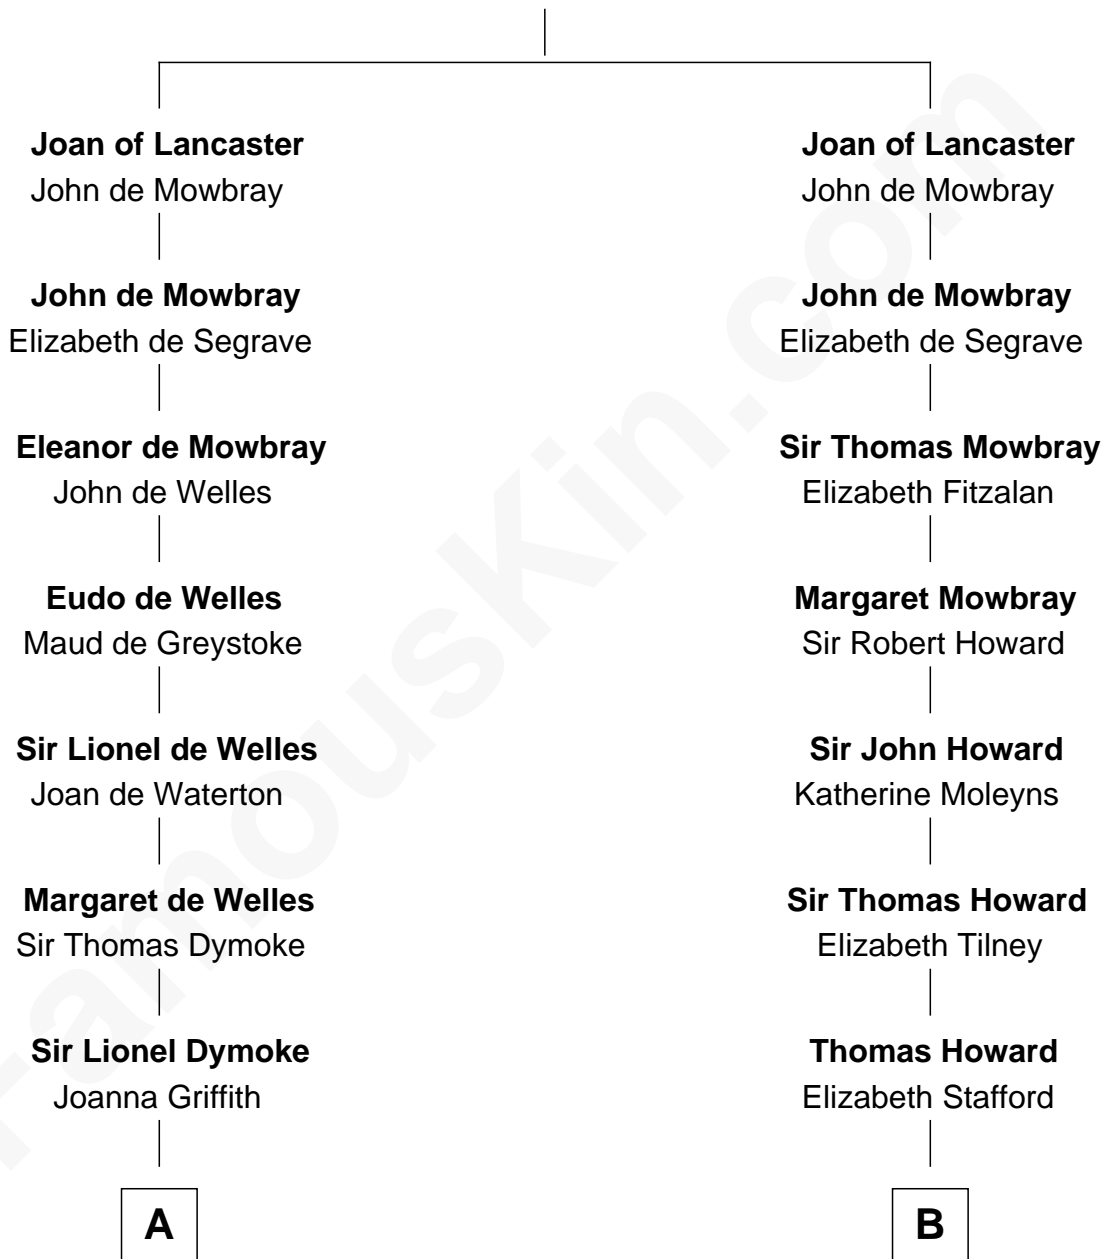 Joan of Lancaster
John de Mowbray
John de Mowbray
Elizabeth de Segrave
Eleanor de Mowbray
John de Welles
Eudo de Welles
Maud de Greystoke
Sir Lionel de Welles
Joan de Waterton
Margaret de Welles
Sir Thomas Dymoke
Sir Lionel Dymoke
Joanna Griffith
A
Joan of Lancaster
John de Mowbray
John de Mowbray
Elizabeth de Segrave
Sir Thomas Mowbray
Elizabeth Fitzalan
Margaret Mowbray
Sir Robert Howard
Sir John Howard
Katherine Moleyns
Sir Thomas Howard
Elizabeth Tilney
Thomas Howard
Elizabeth Stafford
B
FamousKin.com